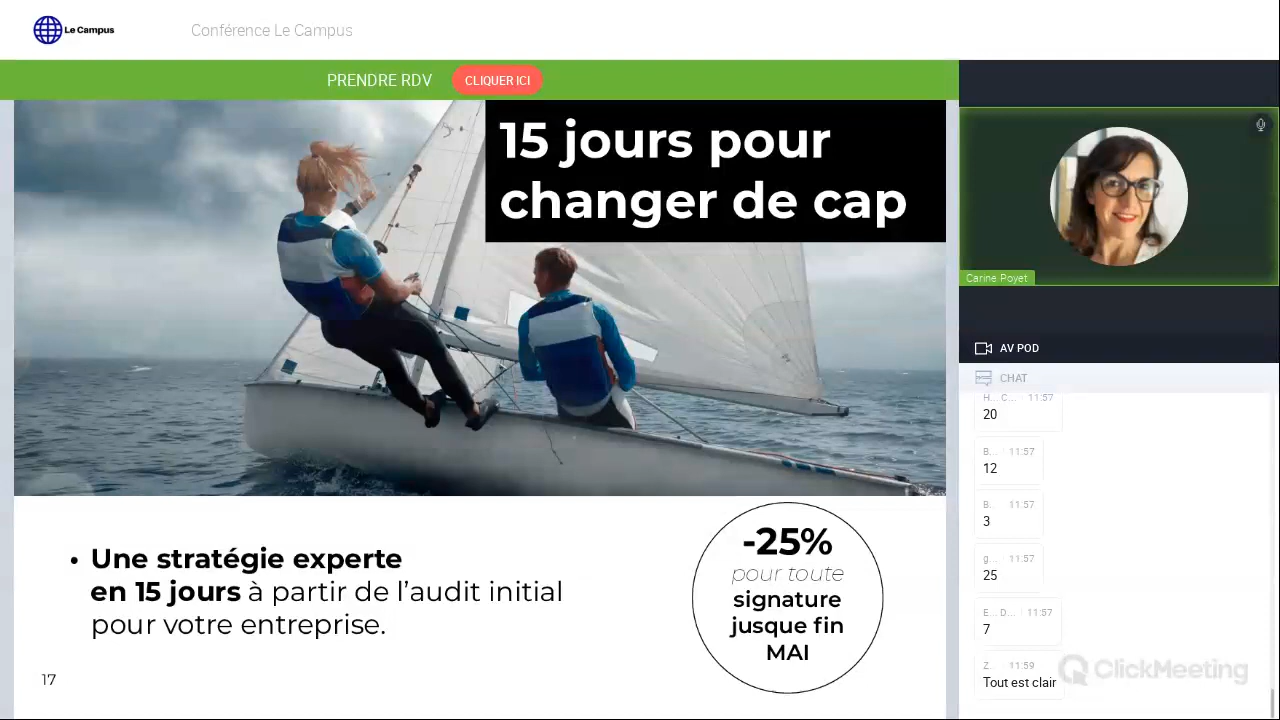 Le Campus
Conférence Le Campus
PRENDRE RDV
CLIQUER ICI
15 jours pour
changer de cap
• Une stratégie experte
en 15 jours à partir de l’audit initial
pour votre entreprise.
-25%
pour toute
signature
jusque fin
MAI
17
Carine Poyet
AV POD
CHAT
H... C... 11:57
20
B... 11:57
12
B... 11:57
3
g... 11:57
25
E... D... 11:57
7
Z... 11:59
Tout est clair
ClickMeeting